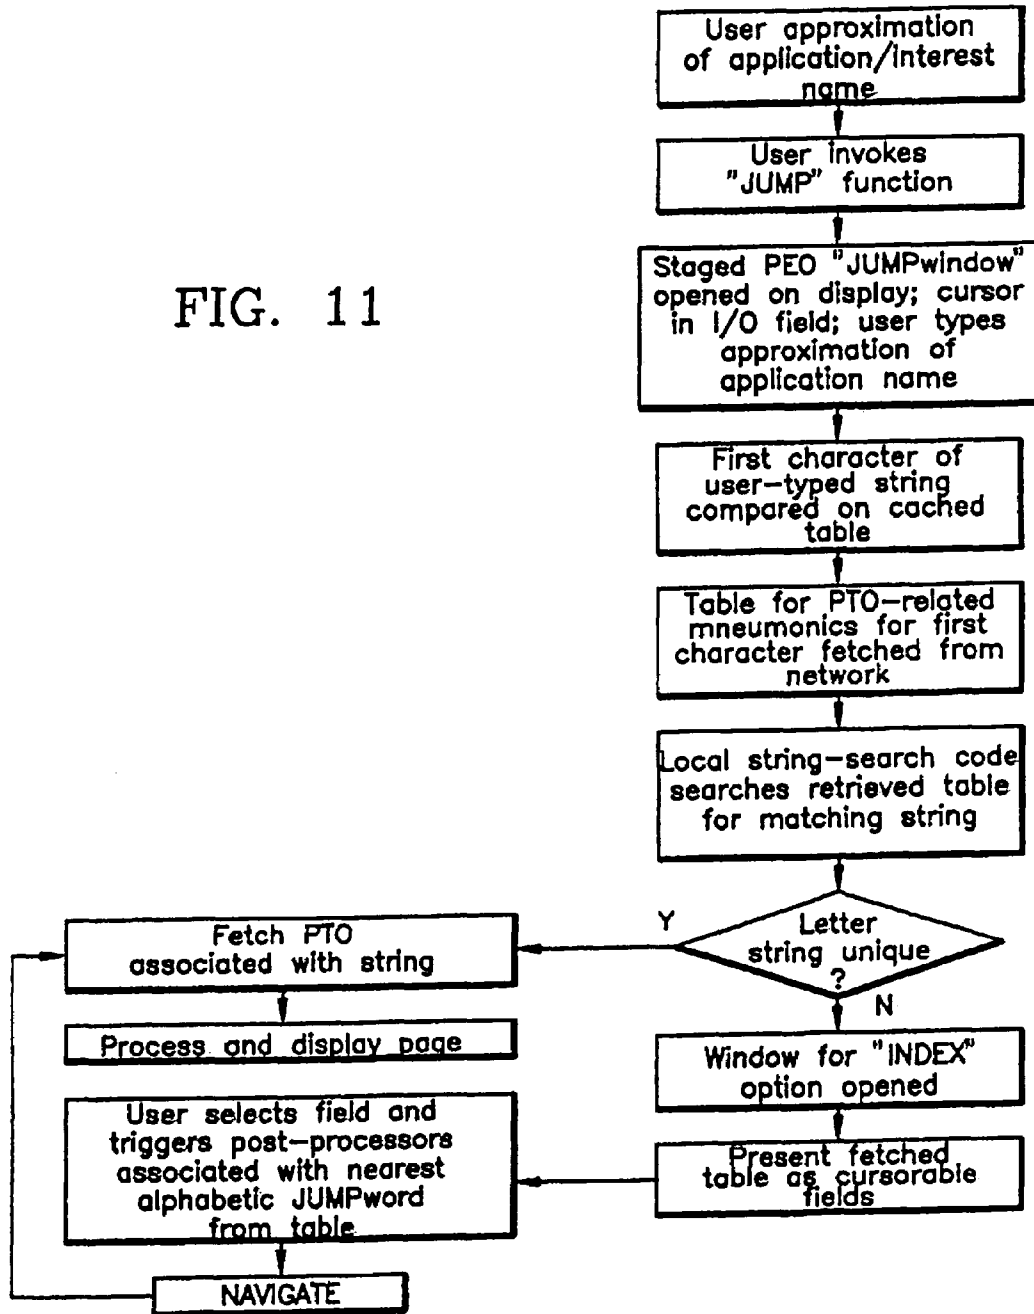 User approximation
of application/interest
name
User invokes
"JUMP" function
FIG. 11
Staged PEO "JUMPwindow"
opened on display; cursor
in I/O field; user types
approximation of
application name
First character of
user-typed string
compared on cached
table
Table for PTO-related
mneumonics for first
character fetched from
network
Local string-search code
searches retrieved table
for matching string
Letter
string unique
?
Y
N
Fetch PTO
associated with string
Process and display page
Window for "INDEX"
option opened
Present fetched
table as cursorable
fields
User selects field and
triggers post-processors
associated with nearest
alphabetic JUMPword
from table
NAVIGATE